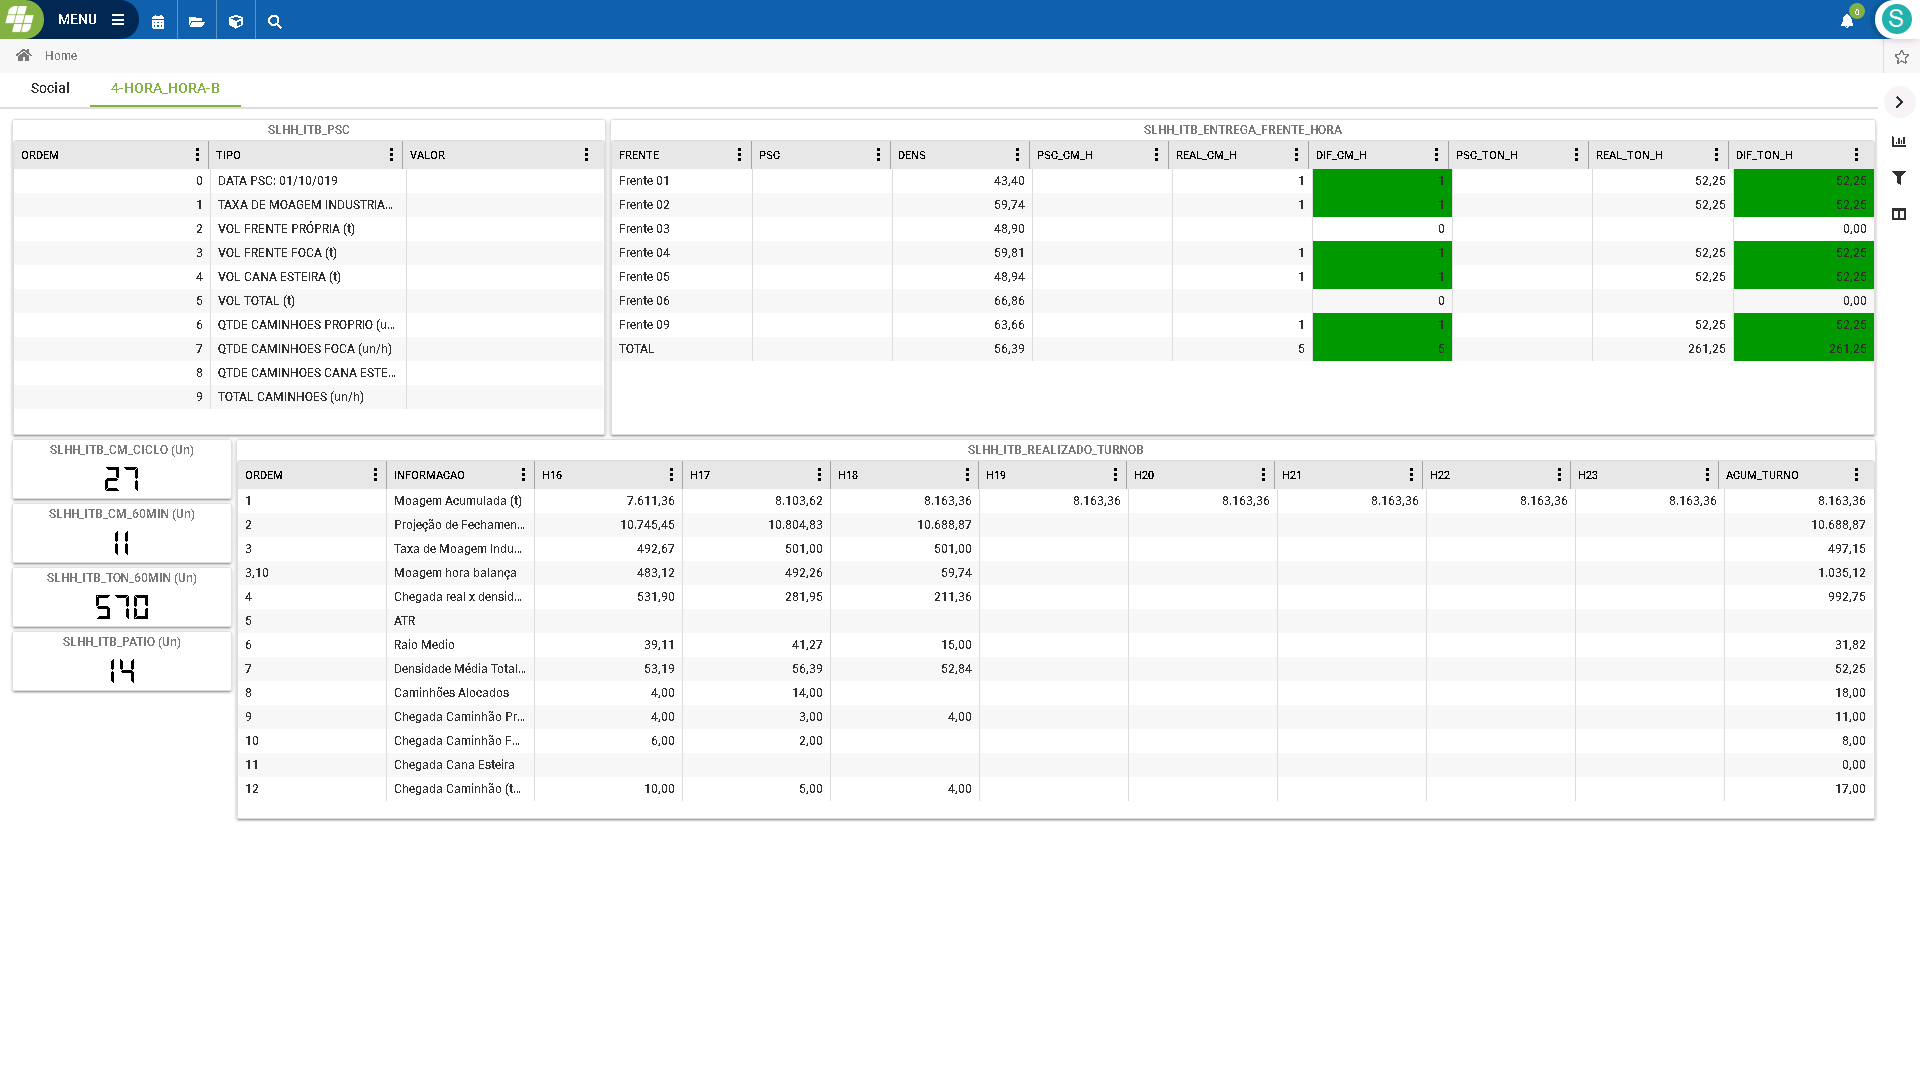 MENU
0
S
Home
Social
4-HORA_HORA-B
SLHH_ITB_PSC
ORDEM TIPO VALOR
0 DATA PSC: 01/10/019
1 TAXA DE MOAGEM INDUSTRIA...
2 VOL FRENTE PRÓPRIA (t)
3 VOL FRENTE FOCA (t)
4 VOL CANA ESTEIRA (t)
5 VOL TOTAL (t)
6 QTDE CAMINHOES PROPRIO (u...
7 QTDE CAMINHOES FOCA (un/h)
8 QTDE CAMINHOES CANA ESTE...
9 TOTAL CAMINHOES (un/h)
SLHH_ITB_ENTREGA_FRENTE_HORA
FRENTE PSC DENS PSC_CM_H REAL_CM_H DIF_CM_H PSC_TON_H REAL_TON_H DIF_TON_H
Frente 01 43,40 1 1 52,25 52,25
Frente 02 59,74 1 1 52,25 52,25
Frente 03 48,90 0 0,00
Frente 04 59,81 1 1 52,25 52,25
Frente 05 48,94 1 1 52,25 52,25
Frente 06 66,86 0 0,00
Frente 09 63,66 1 1 52,25 52,25
TOTAL 56,39 5 5 261,25 261,25
SLHH_ITB_CM_CICLO (Un)
27
SLHH_ITB_CM_60MIN (Un)
11
SLHH_ITB_TON_60MIN (Un)
570
SLHH_ITB_PATIO (Un)
14
SLHH_ITB_REALIZADO_TURNOB
ORDEM INFORMACAO H16 H17 H18 H19 H20 H21 H22 H23 ACUM_TURNO
1 Moagem Acumulada (t) 7.611,36 8.103,62 8.163,36 8.163,36 8.163,36 8.163,36 8.163,36 8.163,36 8.163,36
2 Projeção de Fechamen... 10.745,45 10.804,83 10.688,87 10.688,87
3 Taxa de Moagem Indu... 492,67 501,00 501,00 497,15
3,10 Moagem hora balança 483,12 492,26 59,74 1.035,12
4 Chegada real x densid... 531,90 281,95 211,36 992,75
5 ATR
6 Raio Medio 39,11 41,27 15,00 31,82
7 Densidade Média Total... 53,19 56,39 52,84 52,25
8 Caminhões Alocados 4,00 14,00 18,00
9 Chegada Caminhão Pr... 4,00 3,00 4,00 11,00
10 Chegada Caminhão F... 6,00 2,00 8,00
11 Chegada Cana Esteira 0,00
12 Chegada Caminhão (t... 10,00 5,00 4,00 17,00